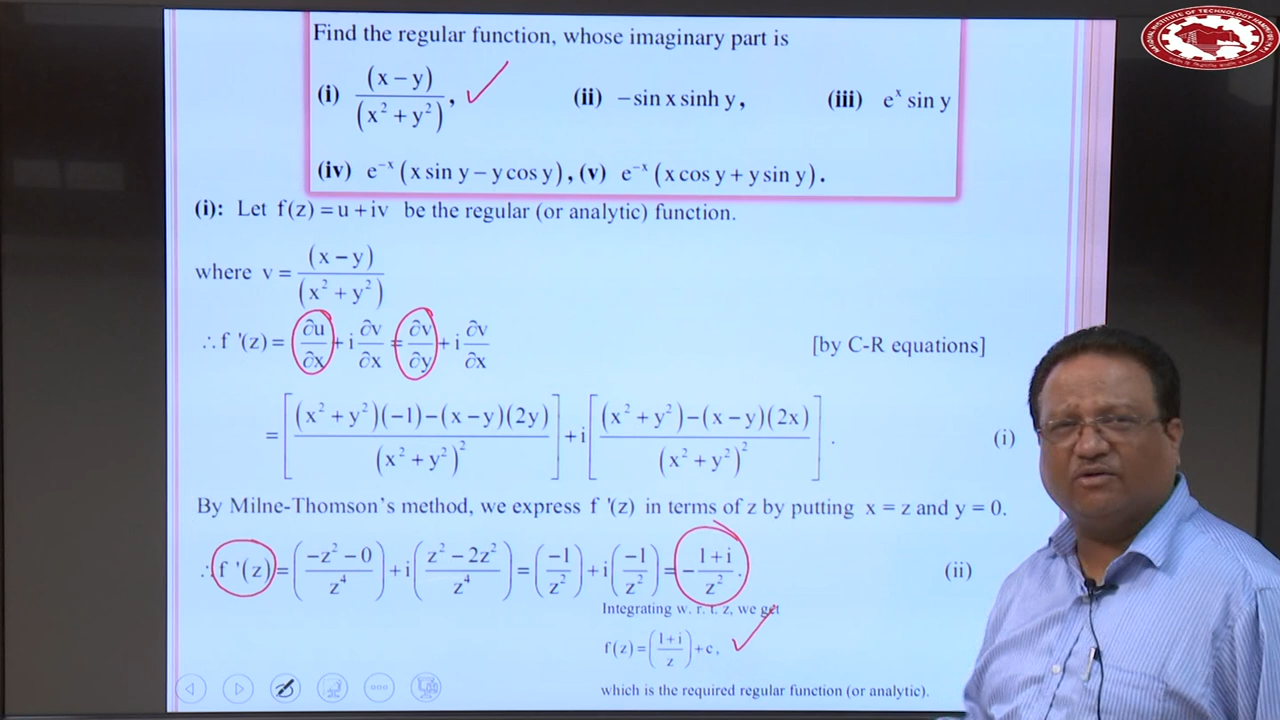 NATIONAL INSTITUTE OF TECHNOLOGY
Find the regular function, whose imaginary part is
(i) (x − y)/(x² + y²), (ii) −sin x sinh y, (iii) eˣ sin y
(iv) e⁻ˣ (x sin y − y cos y), (v) e⁻ˣ (x cos y + y sin y).
(i): Let f(z) = u + iv be the regular (or analytic) function.
where v = (x − y)/(x² + y²)
∴ f '(z) = ∂u/∂x + i ∂v/∂x = ∂v/∂y + i ∂v/∂x [by C-R equations]
= [((x² + y²)(−1) − (x − y)(2y))/(x² + y²)²] + i[((x² + y²) − (x − y)(2x))/(x² + y²)²]. (i)
By Milne-Thomson's method, we express f '(z) in terms of z by putting x = z and y = 0.
∴ f '(z) = ((−z² − 0)/z⁴) + i((z² − 2z²)/z⁴) = (−1/z²) + i(−1/z²) = −(1+i)/z². (ii)
Integrating w. r. t. z, we get
f(z) = ((1+i)/z) + c,
which is the required regular function (or analytic).